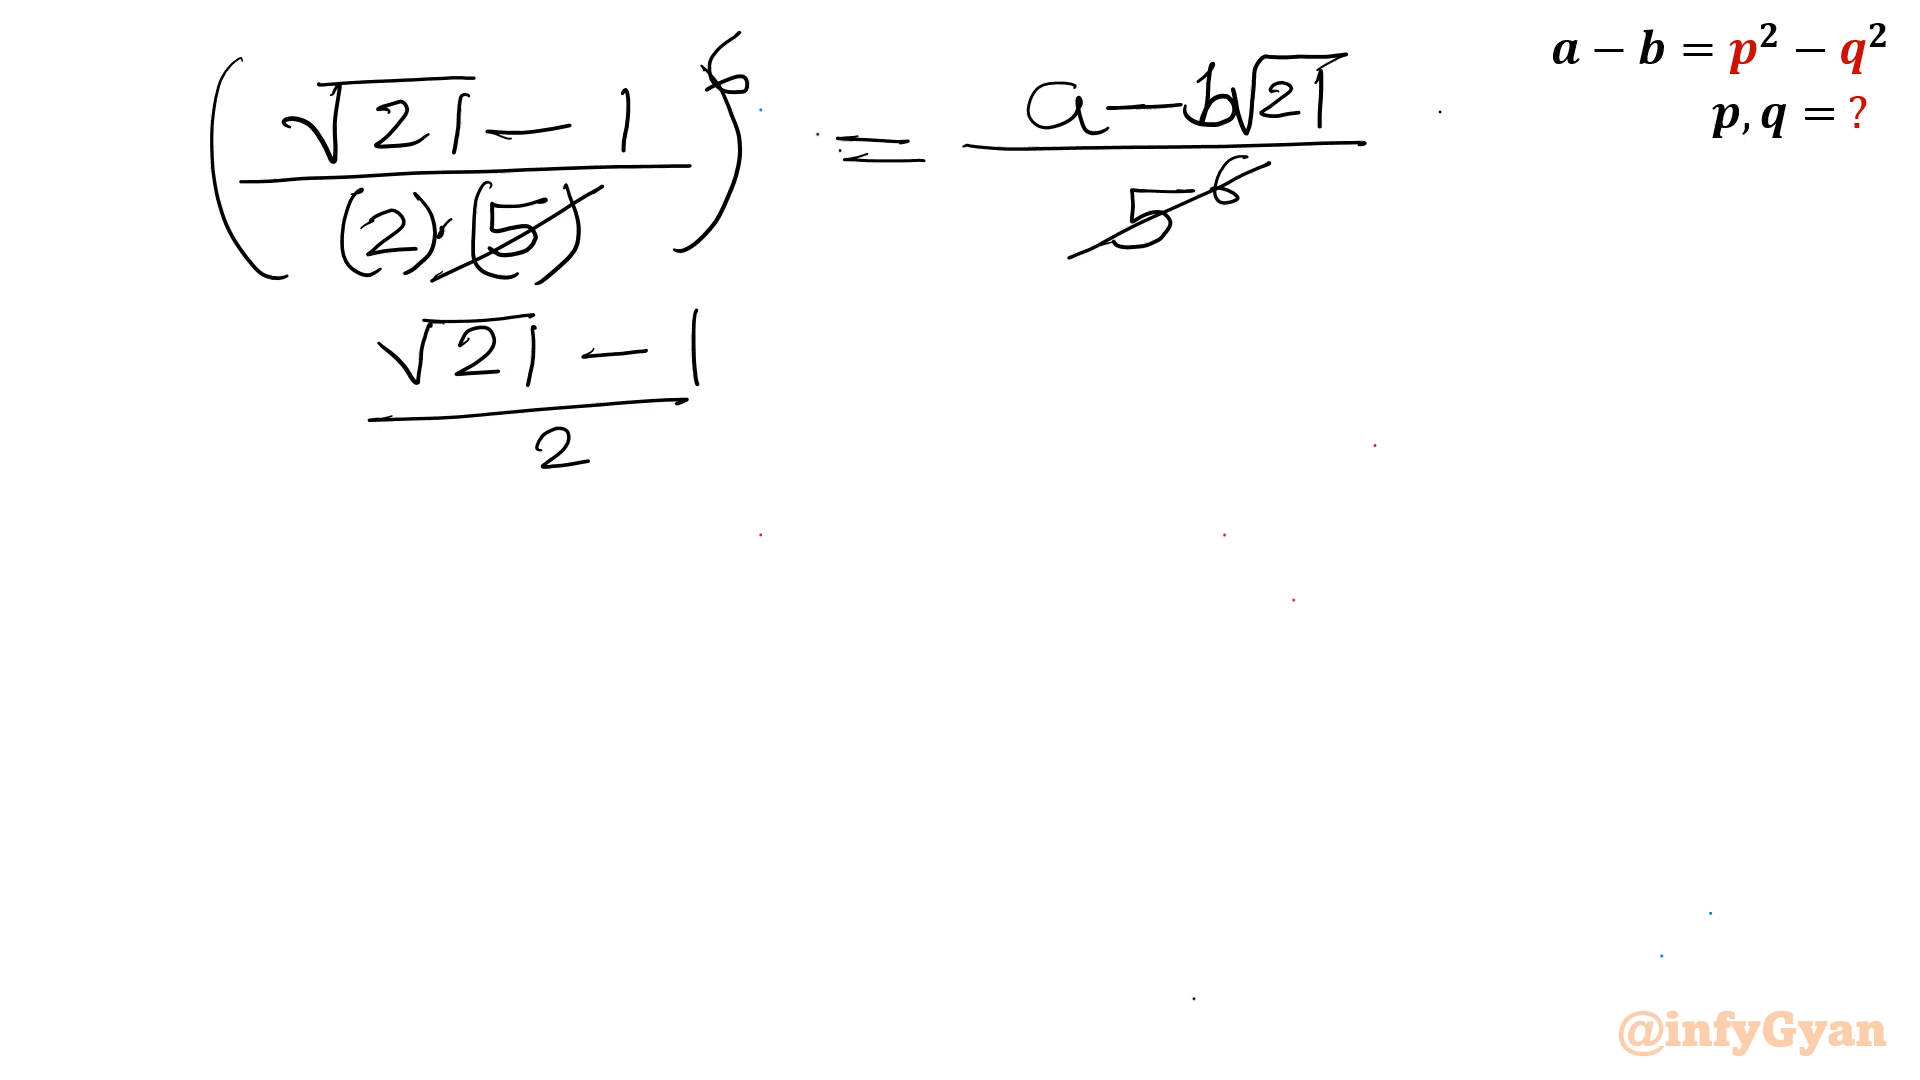 a − b = p² − q²
p, q = ?
((√21 − 1)/((2)·(5)))⁶ = (a − b√21)/5⁶
(√21 − 1)/2
@infyGyan